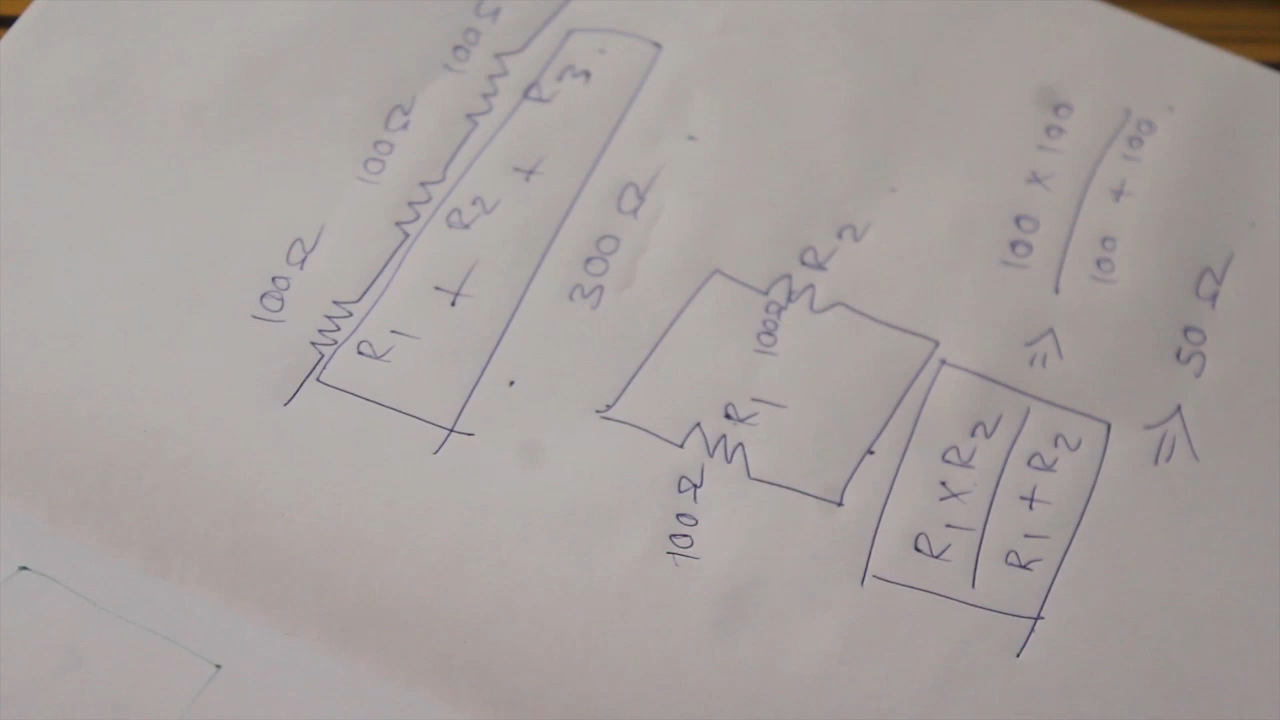 100Ω 100Ω 100Ω
R1 + R2 + R3
300Ω
100Ω R1
100Ω R2
R1 × R2
R1 + R2
=> 100 × 100
100 + 100
=> 50Ω